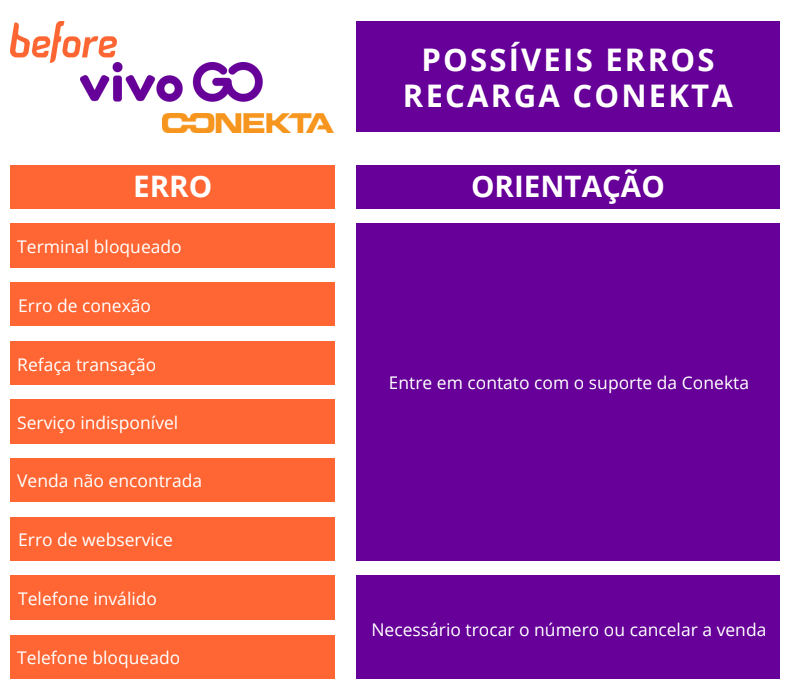 before
vivo GO
CONEKTA
POSSÍVEIS ERROS
RECARGA CONEKTA
ERRO
ORIENTAÇÃO
Terminal bloqueado
Erro de conexão
Refaça transação
Serviço indisponível
Venda não encontrada
Erro de webservice
Entre em contato com o suporte da Conekta
Telefone inválido
Telefone bloqueado
Necessário trocar o número ou cancelar a venda